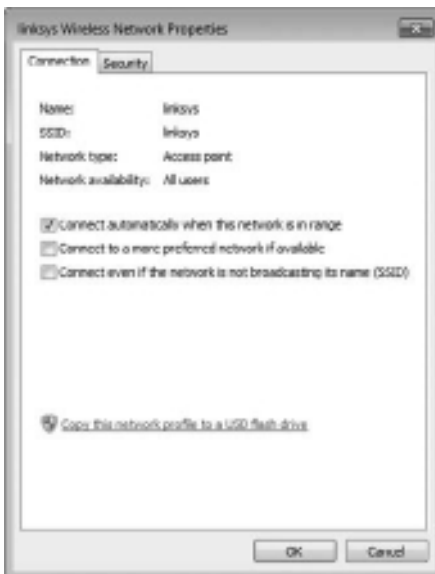 linksys Wireless Network Properties
Connection Security
Name: linksys
SSID: linksys
Network type: Access point
Network availability: All users
Connect automatically when this network is in range
Connect to a more preferred network if available
Connect even if the network is not broadcasting its name (SSID)
Copy this network profile to a USB flash drive
OK Cancel